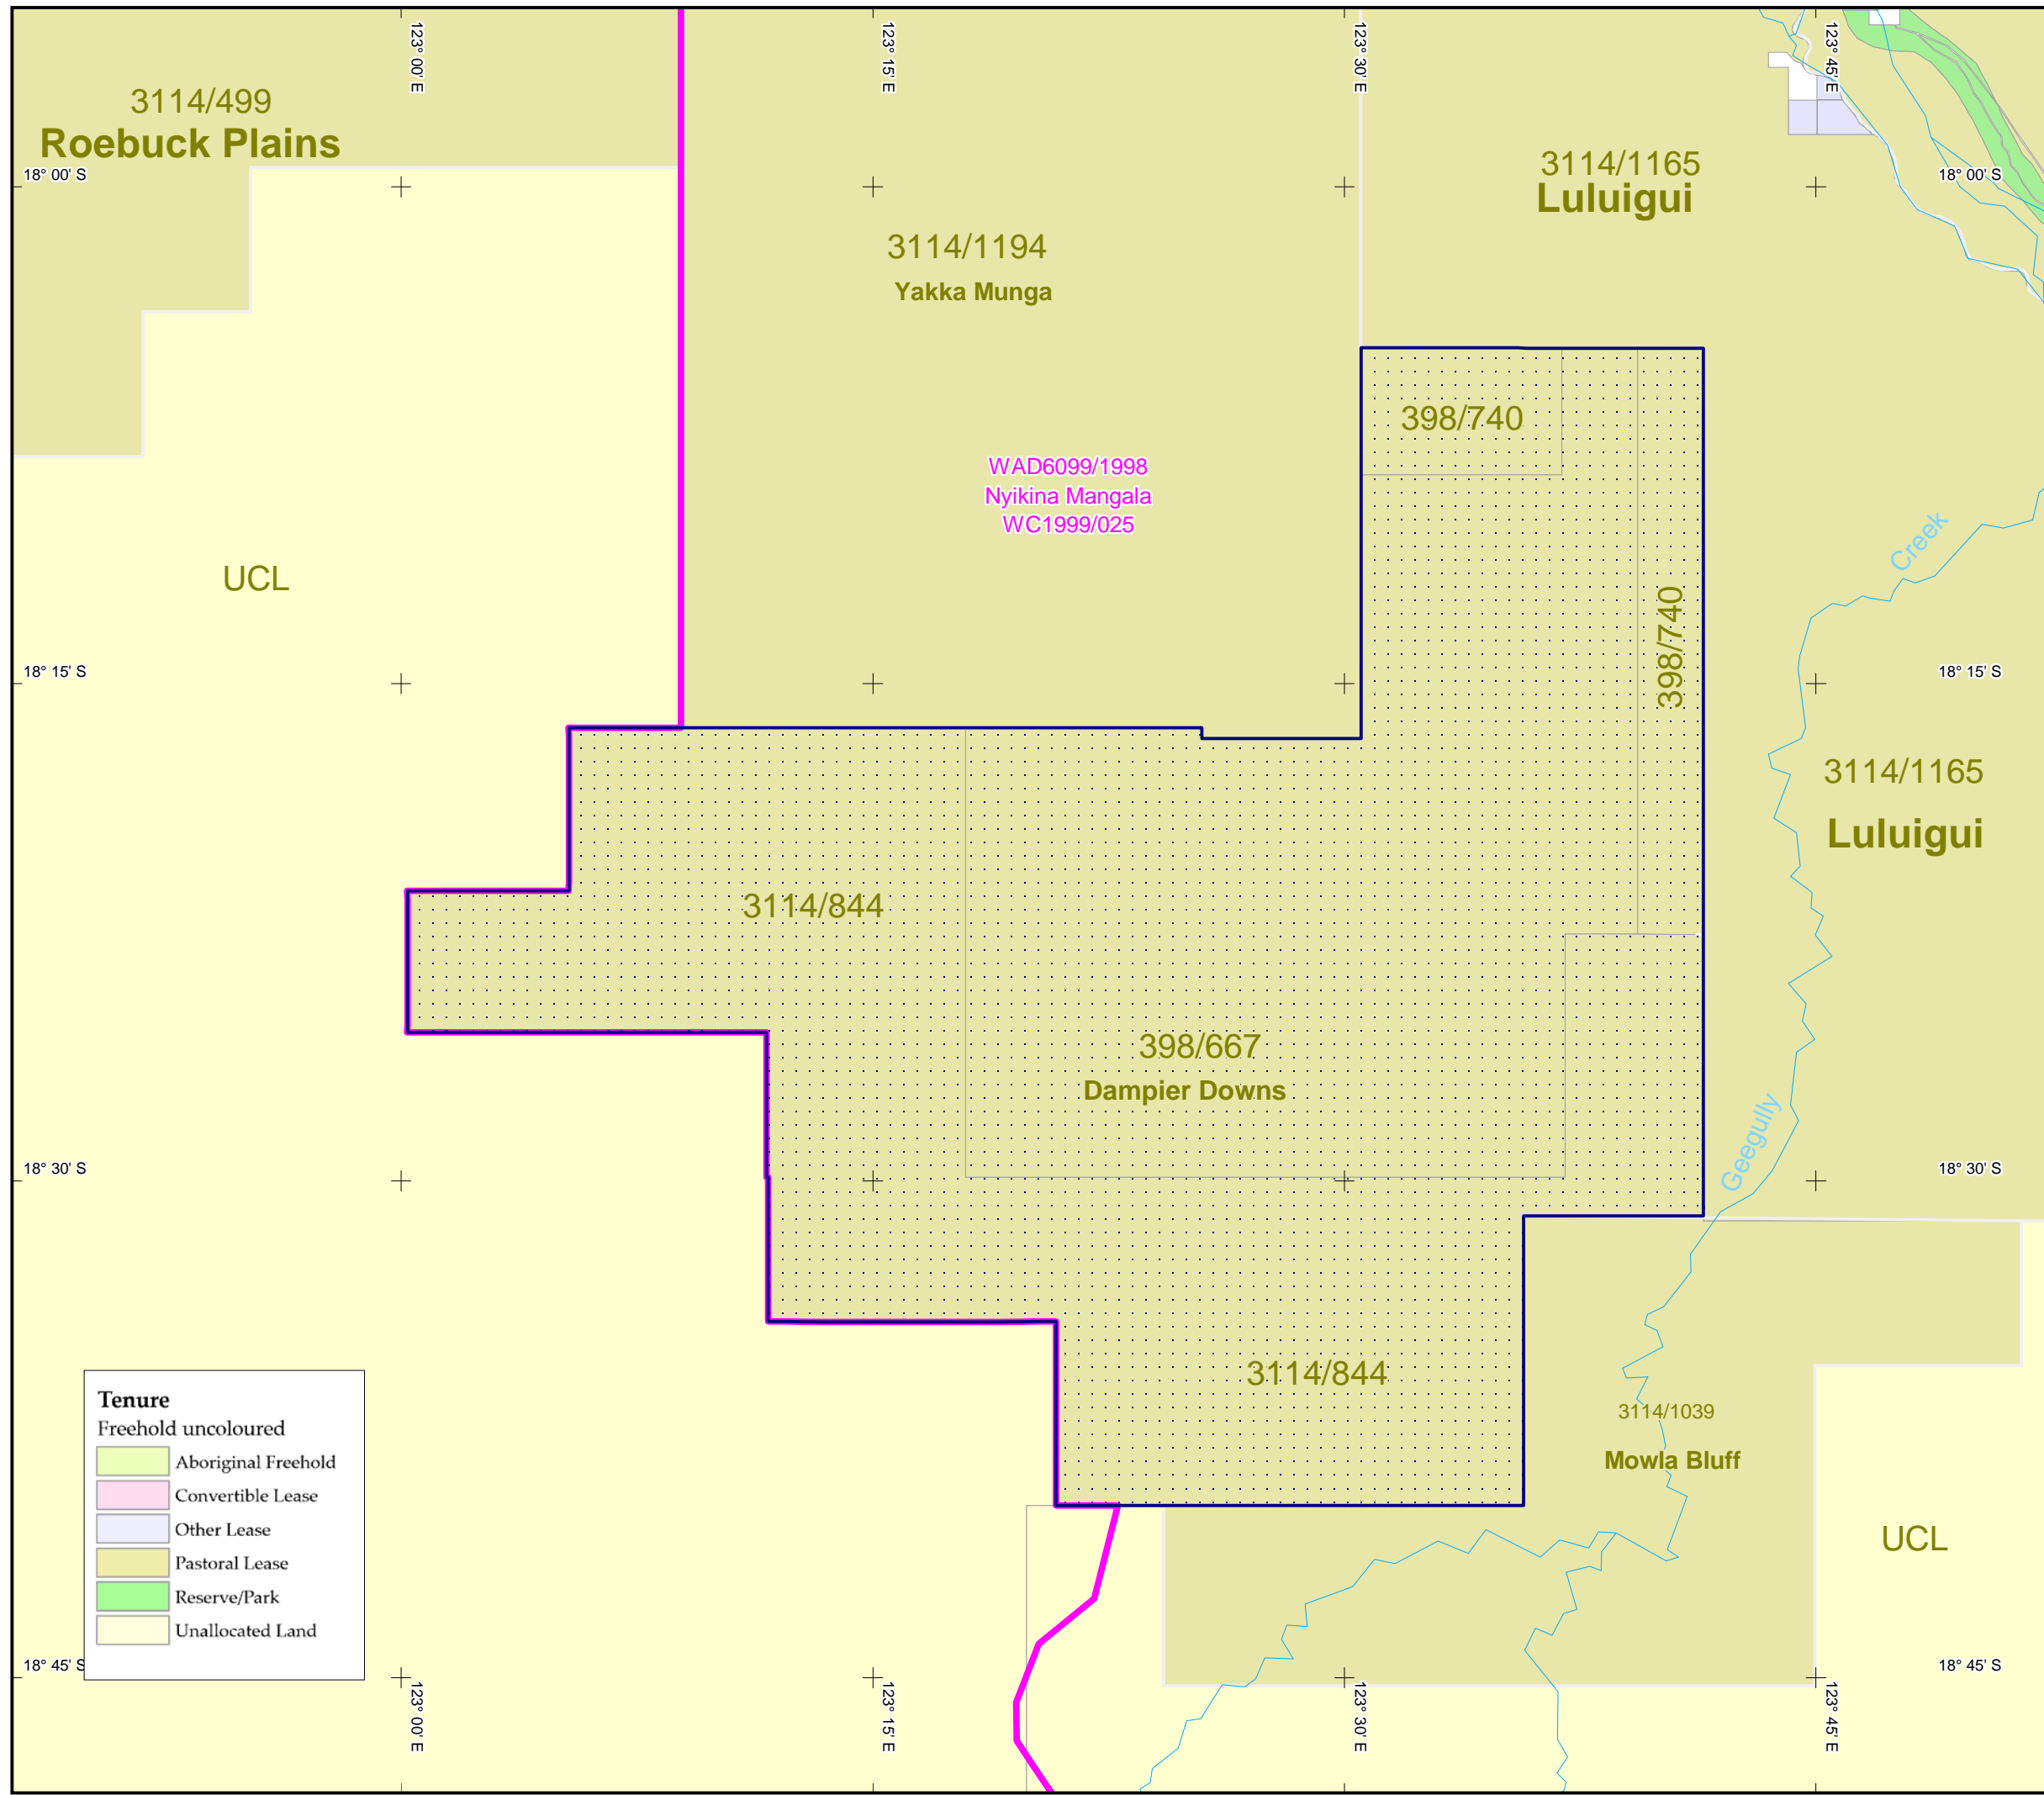 123° 00' E
123° 15' E
123° 30' E
123° 45' E
3114/499
Roebuck Plains
3114/1165
Luluigui
18° 00' S
18° 00' S
3114/1194
Yakka Munga
398/740
WAD6099/1998
Nyikina Mangala
WC1999/025
Creek
UCL
398/740
18° 15' S
18° 15' S
3114/1165
Luluigui
3114/844
398/667
Dampier Downs
Geegully
18° 30' S
18° 30' S
3114/844
3114/1039
Mowla Bluff
UCL
Tenure
Freehold uncoloured
Aboriginal Freehold
Convertible Lease
Other Lease
Pastoral Lease
Reserve/Park
Unallocated Land
18° 45' S
18° 45' S
123° 00' E
123° 15' E
123° 30' E
123° 45' E